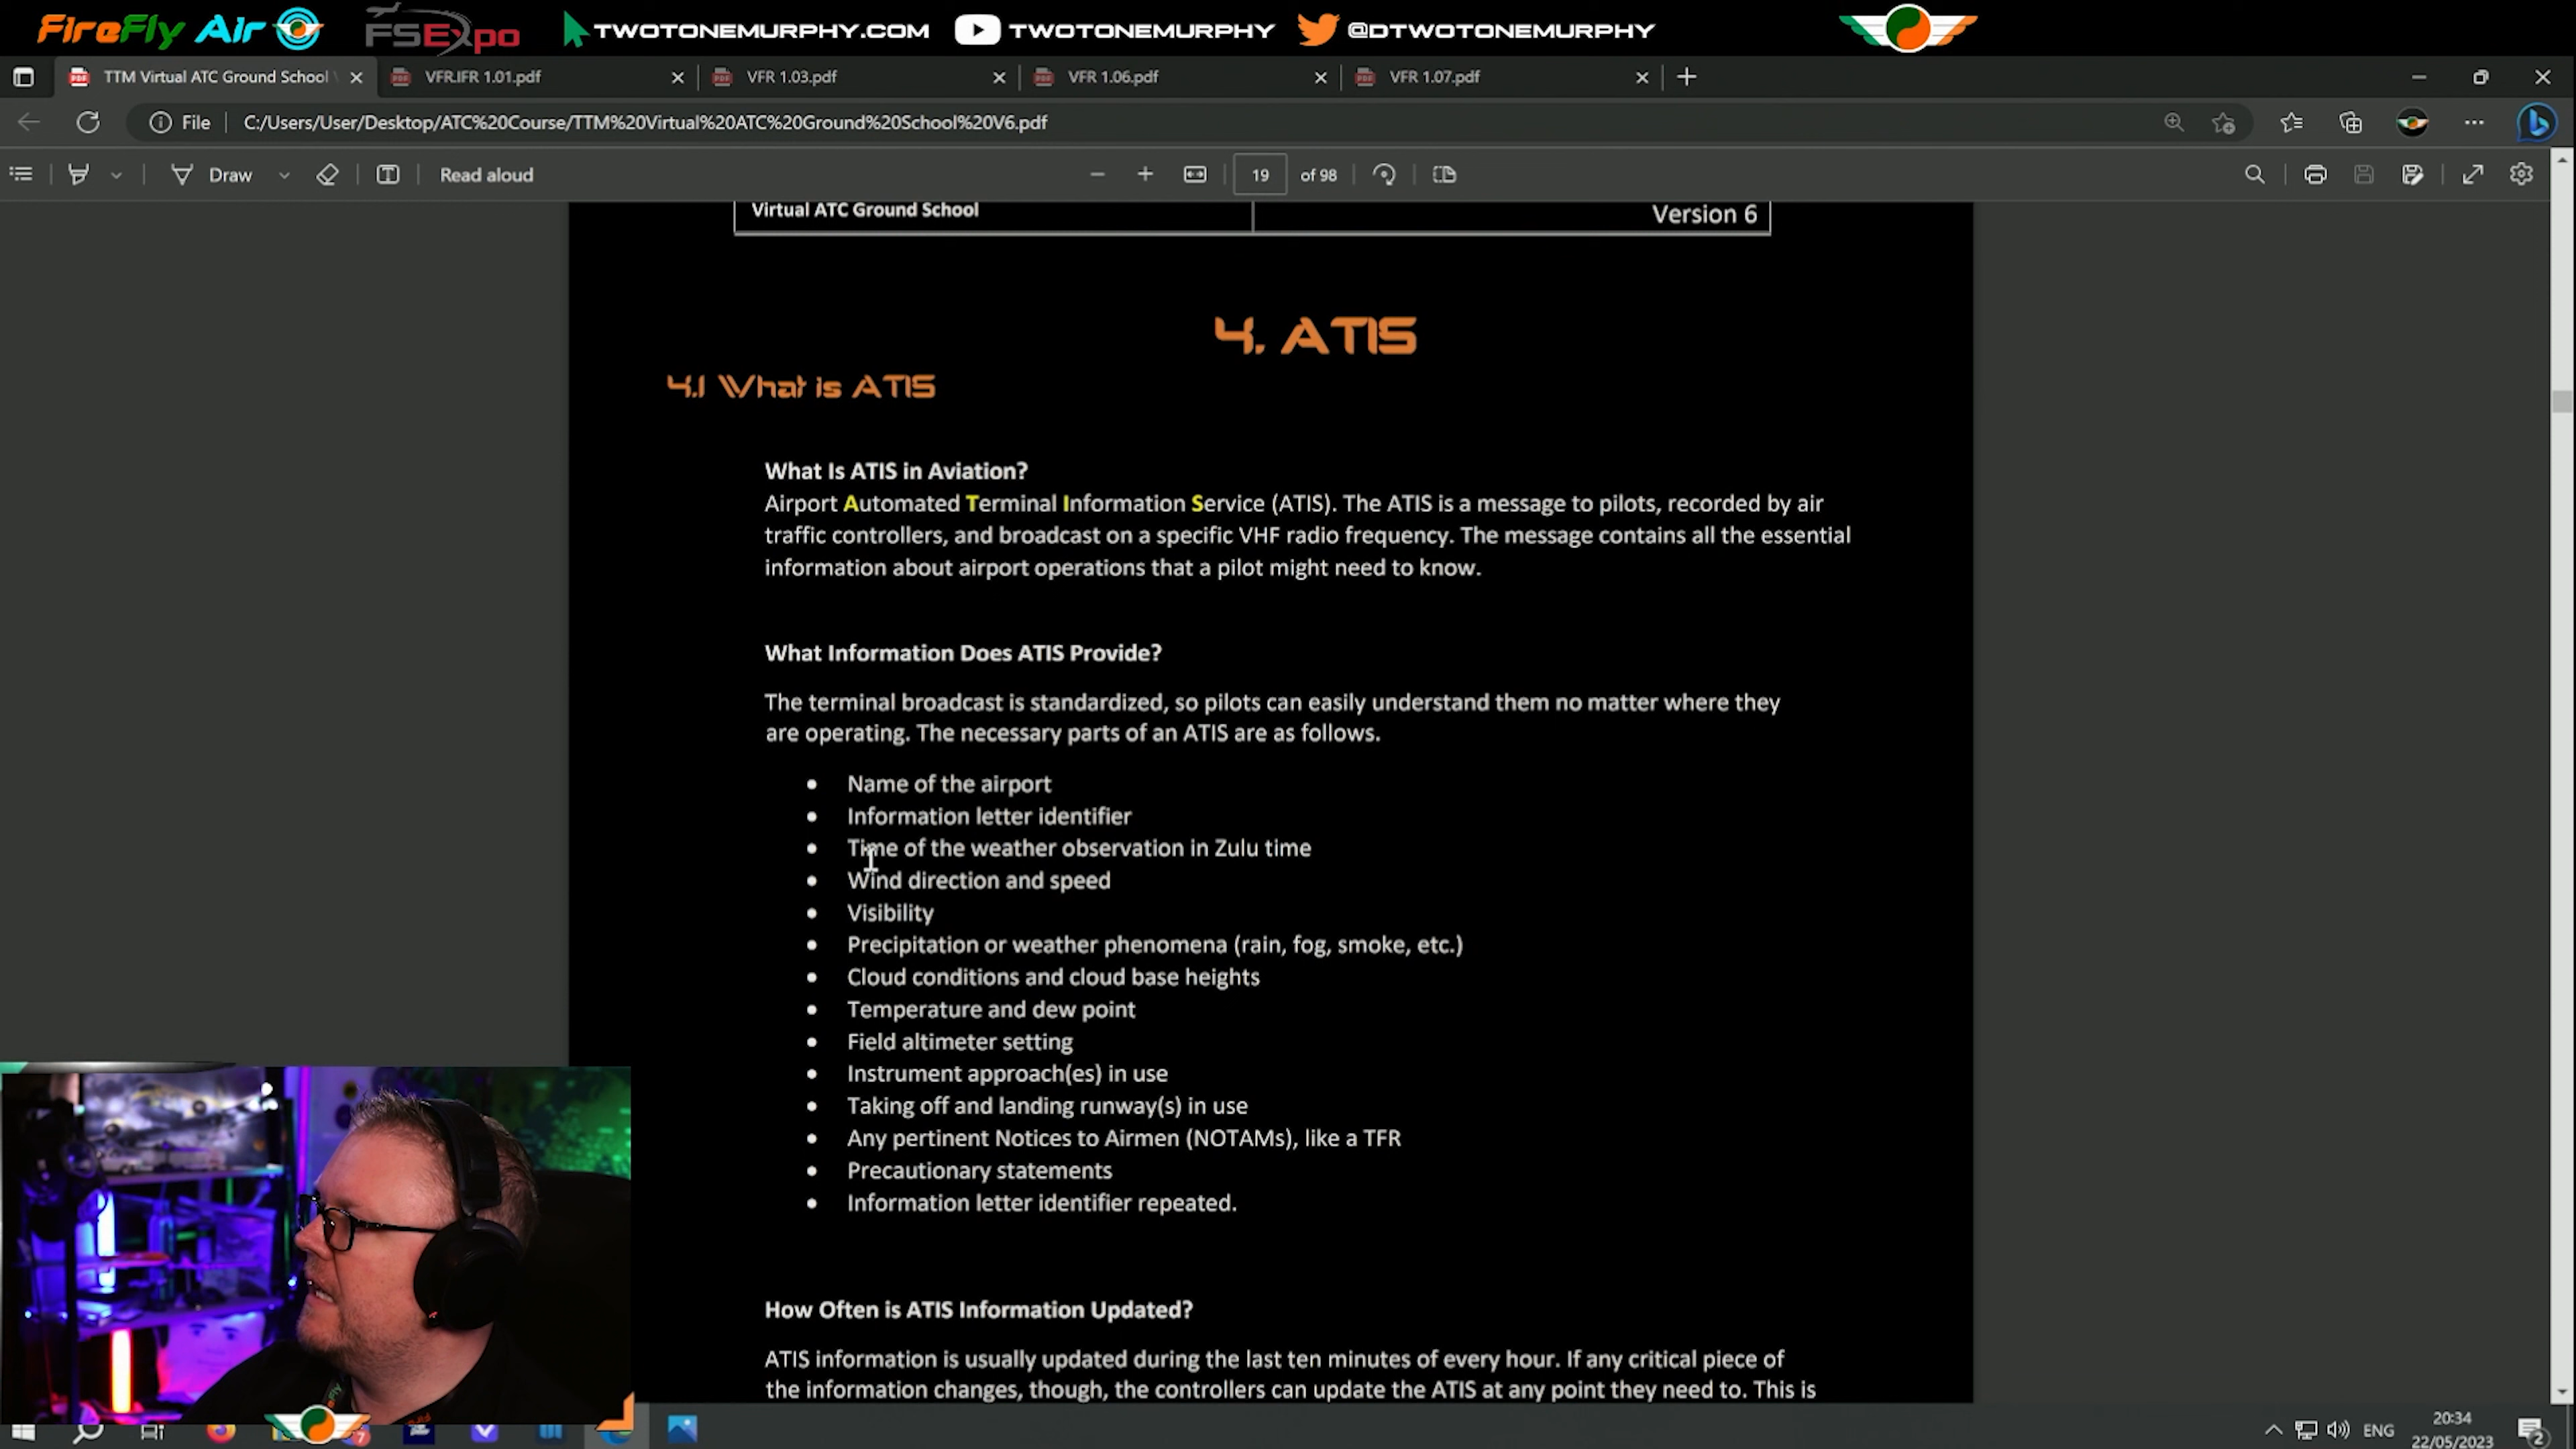 FIREFLY AIR FSExpo TWOTONEMURPHY.COM TWOTONEMURPHY @DTWOTONEMURPHY
TTM Virtual ATC Ground School VFR.IFR 1.01.pdf VFR 1.03.pdf VFR 1.06.pdf VFR 1.07.pdf
File C:/Users/User/Desktop/ATC%20Course/TTM%20Virtual%20ATC%20Ground%20School%20V6.pdf
Draw Read aloud 19 of 98
Virtual ATC Ground School Version 6
4. ATIS
4.1 What is ATIS
What Is ATIS in Aviation?
Airport Automated Terminal Information Service (ATIS). The ATIS is a message to pilots, recorded by air
traffic controllers, and broadcast on a specific VHF radio frequency. The message contains all the essential
information about airport operations that a pilot might need to know.
What Information Does ATIS Provide?
The terminal broadcast is standardized, so pilots can easily understand them no matter where they
are operating. The necessary parts of an ATIS are as follows.
• Name of the airport
• Information letter identifier
• Time of the weather observation in Zulu time
• Wind direction and speed
• Visibility
• Precipitation or weather phenomena (rain, fog, smoke, etc.)
• Cloud conditions and cloud base heights
• Temperature and dew point
• Field altimeter setting
• Instrument approach(es) in use
• Taking off and landing runway(s) in use
• Any pertinent Notices to Airmen (NOTAMs), like a TFR
• Precautionary statements
• Information letter identifier repeated.
How Often is ATIS Information Updated?
ATIS information is usually updated during the last ten minutes of every hour. If any critical piece of
the information changes, though, the controllers can update the ATIS at any point they need to. This is
ENG
20:34
22/05/2023
2